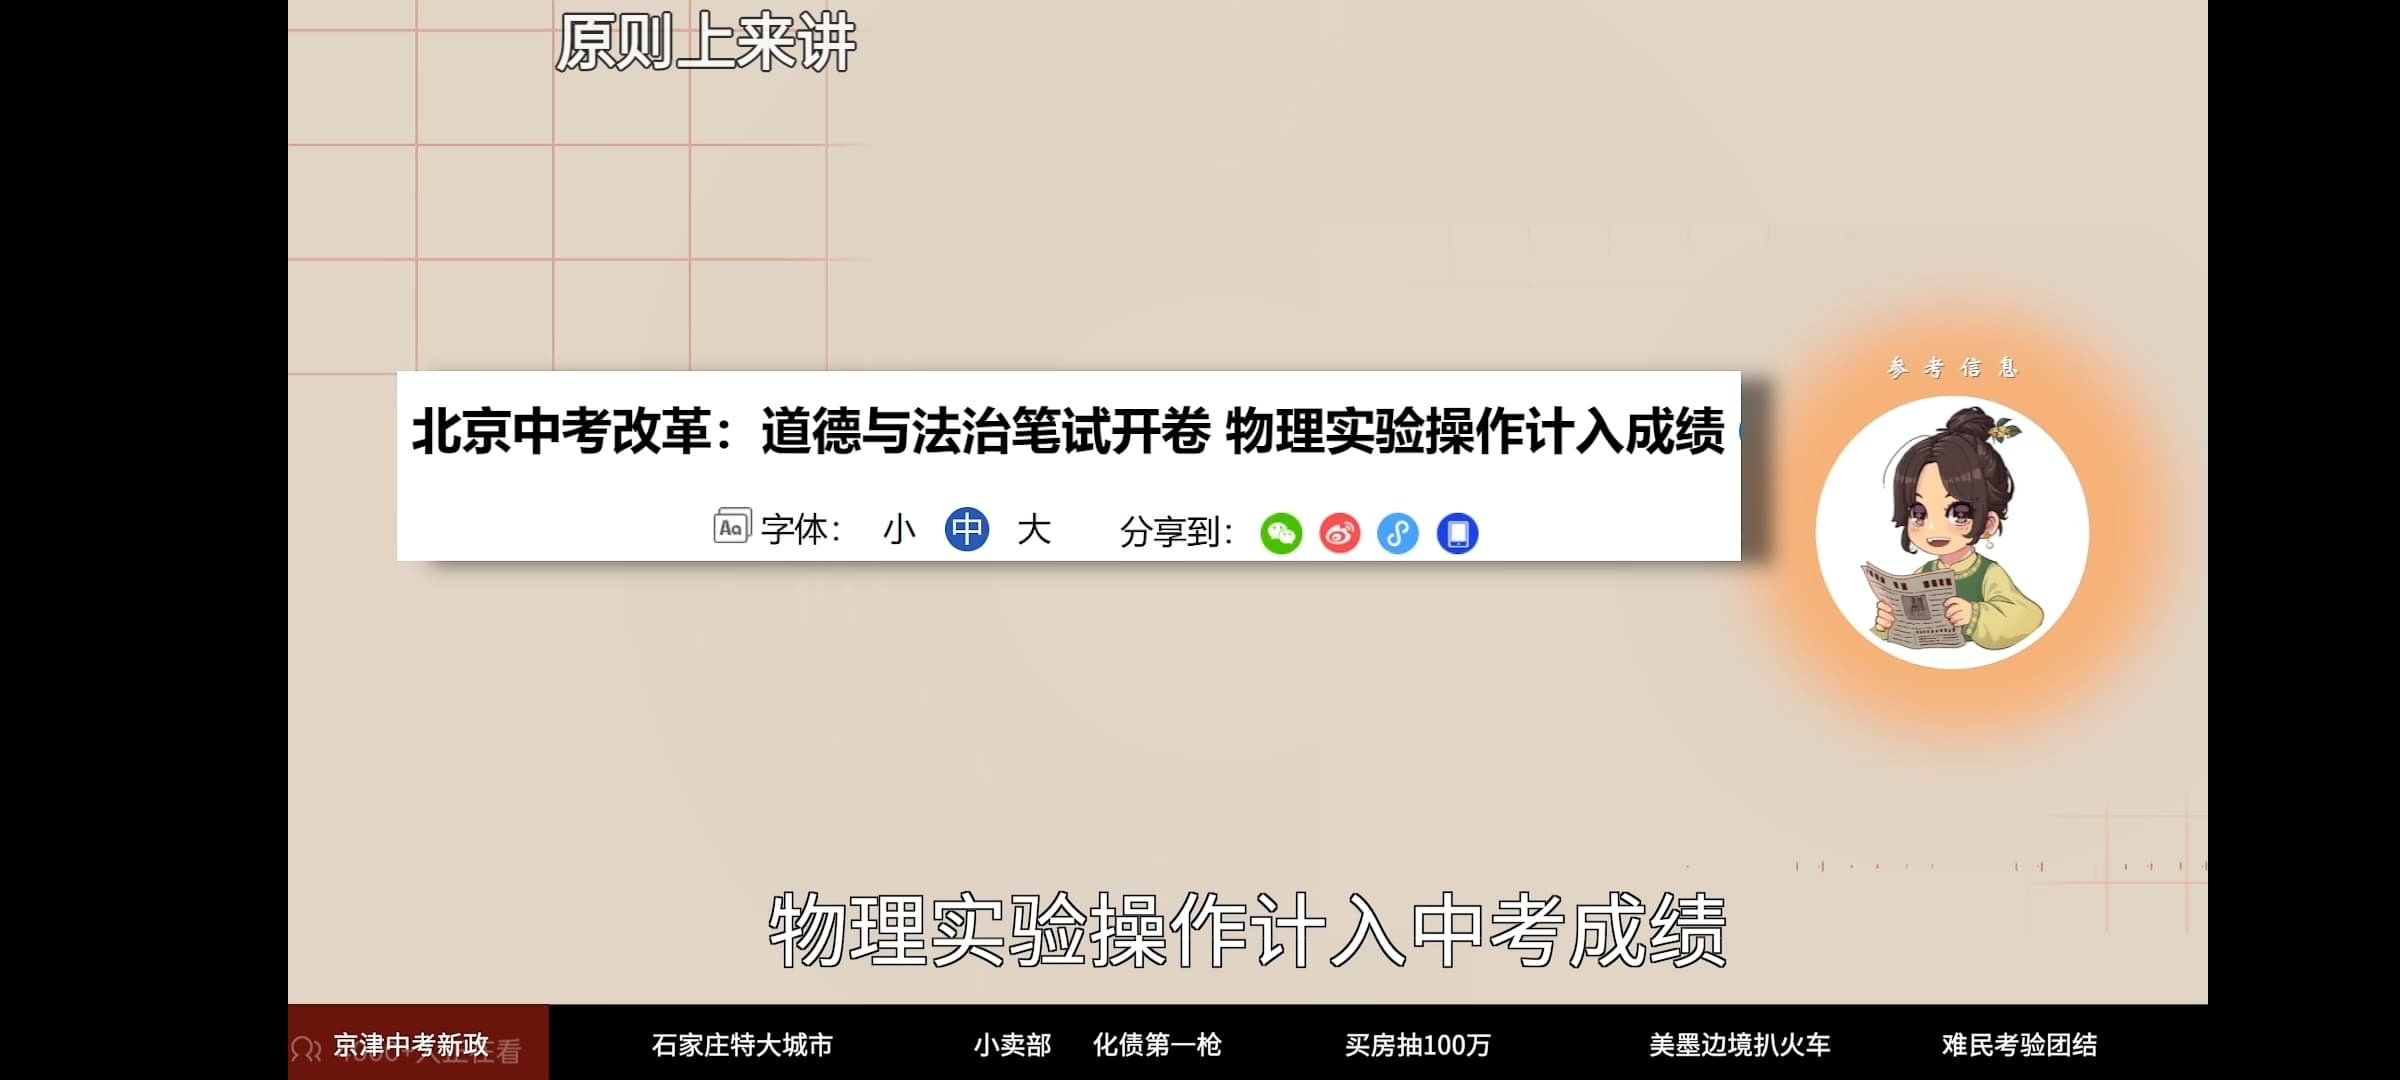 原则上来讲
参考信息
北京中考改革：道德与法治笔试开卷 物理实验操作计入成绩
Aa 字体： 小 中 大 分享到：
物理实验操作计入中考成绩
京津中考新政 石家庄特大城市 小卖部 化债第一枪 买房抽100万 美墨边境扒火车 难民考验团结